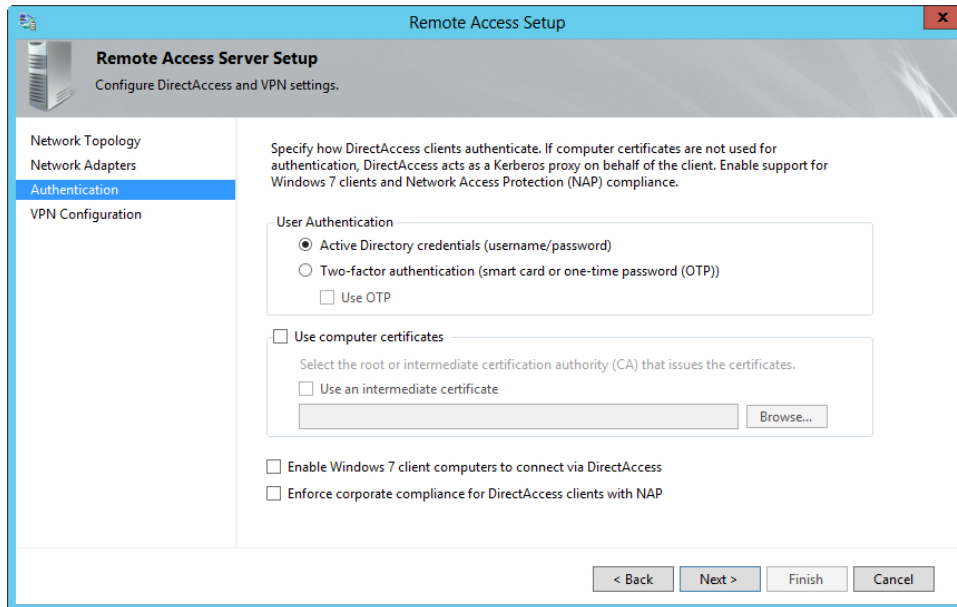 Remote Access Setup
x
Remote Access Server Setup
Configure DirectAccess and VPN settings.
Network Topology
Network Adapters
Authentication
VPN Configuration
Specify how DirectAccess clients authenticate. If computer certificates are not used for
authentication, DirectAccess acts as a Kerberos proxy on behalf of the client. Enable support for
Windows 7 clients and Network Access Protection (NAP) compliance.
User Authentication
Active Directory credentials (username/password)
Two-factor authentication (smart card or one-time password (OTP))
Use OTP
Use computer certificates
Select the root or intermediate certification authority (CA) that issues the certificates.
Use an intermediate certificate
Browse...
Enable Windows 7 client computers to connect via DirectAccess
Enforce corporate compliance for DirectAccess clients with NAP
< Back
Next >
Finish
Cancel